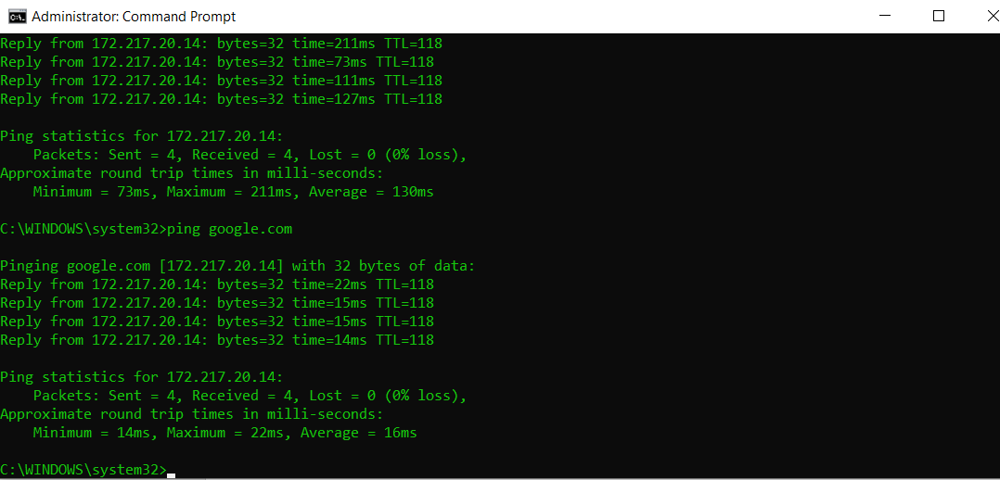 Administrator: Command Prompt
Reply from 172.217.20.14: bytes=32 time=211ms TTL=118
Reply from 172.217.20.14: bytes=32 time=73ms TTL=118
Reply from 172.217.20.14: bytes=32 time=111ms TTL=118
Reply from 172.217.20.14: bytes=32 time=127ms TTL=118
Ping statistics for 172.217.20.14:
    Packets: Sent = 4, Received = 4, Lost = 0 (0% loss),
Approximate round trip times in milli-seconds:
    Minimum = 73ms, Maximum = 211ms, Average = 130ms
C:\WINDOWS\system32>ping google.com
Pinging google.com [172.217.20.14] with 32 bytes of data:
Reply from 172.217.20.14: bytes=32 time=22ms TTL=118
Reply from 172.217.20.14: bytes=32 time=15ms TTL=118
Reply from 172.217.20.14: bytes=32 time=15ms TTL=118
Reply from 172.217.20.14: bytes=32 time=14ms TTL=118
Ping statistics for 172.217.20.14:
    Packets: Sent = 4, Received = 4, Lost = 0 (0% loss),
Approximate round trip times in milli-seconds:
    Minimum = 14ms, Maximum = 22ms, Average = 16ms
C:\WINDOWS\system32>